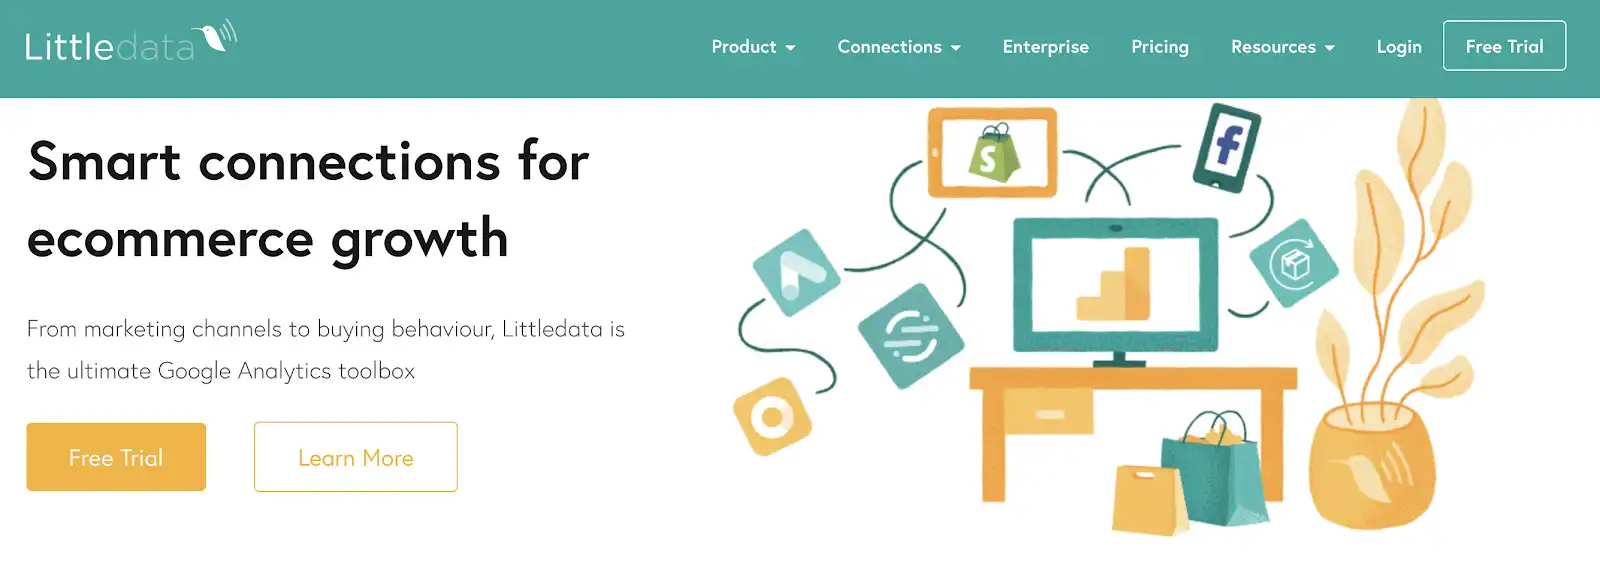 Littledata
Product
Connections
Enterprise
Pricing
Resources
Login
Free Trial
Smart connections for
ecommerce growth
From marketing channels to buying behaviour, Littledata is
the ultimate Google Analytics toolbox
Free Trial
Learn More